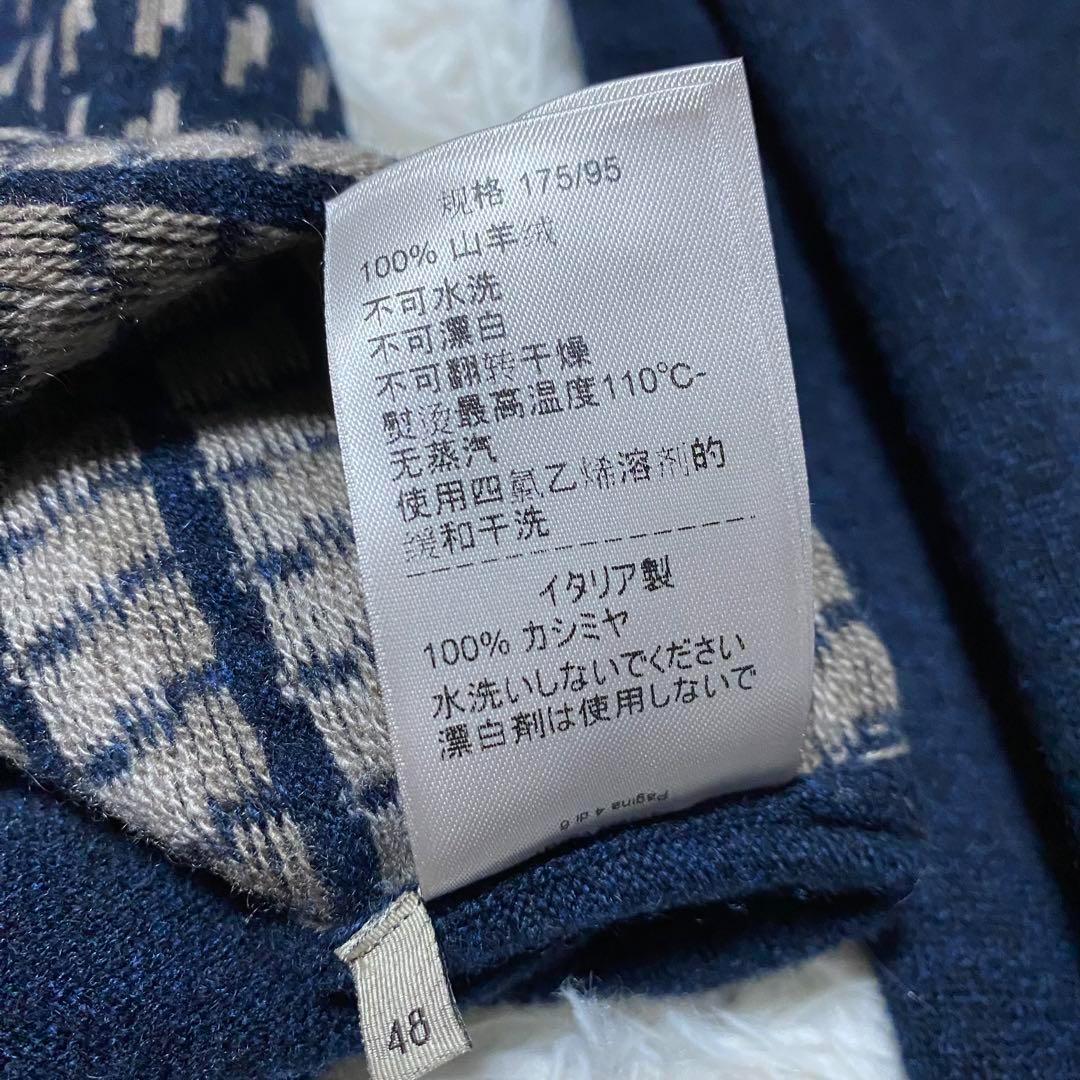 规格 175/95
100% 山羊绒
不可水洗
不可漂白
不可翻转干燥
熨烫最高温度110°C-
无蒸汽
使用四氯乙烯溶剂的
缓和干洗
イタリア製
100% カシミヤ
水洗いしないでください
漂白剤は使用しないで
Pagina 4 di 6
48